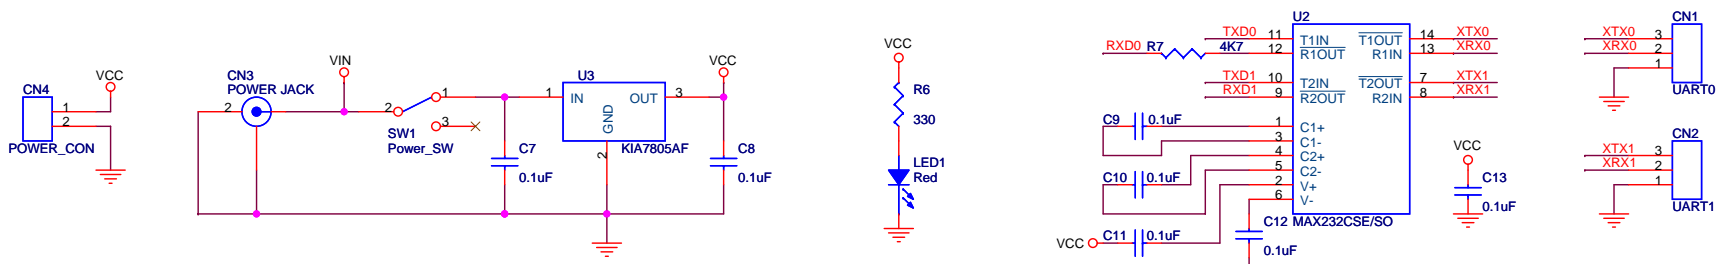 CN4
VCC
1
2
POWER_CON
CN3
POWER JACK
2
VIN
2
1
3
SW1
Power_SW
C7
0.1uF
U3
1
IN
OUT
3
GND
2
KIA7805AF
VCC
C8
0.1uF
VCC
R6
330
LED1
Red
U2
TXD0
11
T1IN
T1OUT
14
XTX0
RXD0
R7
4K7
12
R1OUT
R1IN
13
XRX0
TXD1
10
T2IN
T2OUT
7
XTX1
RXD1
9
R2OUT
R2IN
8
XRX1
C9
0.1uF
1
C1+
3
C1-
4
C2+
C10
0.1uF
5
C2-
2
V+
6
V-
MAX232CSE/SO
VCC
C11
0.1uF
C12
0.1uF
VCC
C13
0.1uF
CN1
XTX0
3
XRX0
2
1
UART0
CN2
XTX1
3
XRX1
2
1
UART1